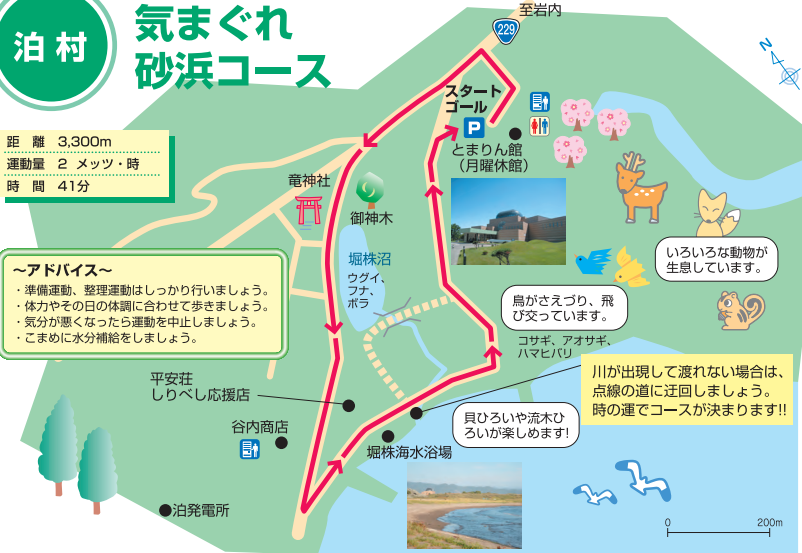 泊村
気まぐれ
砂浜コース
距 離 3,300m
運動量 2 メッツ・時
時 間 41分
至岩内
229
N
スタート
ゴール
P
とまりん館
（月曜休館）
竜神社
御神木
堀株沼
ウグイ、
フナ、
ボラ
いろいろな動物が
生息しています。
鳥がさえづり、飛
び交っています。
コサギ、アオサギ、
ハマヒバリ
～アドバイス～
・準備運動、整理運動はしっかり行いましょう。
・体力やその日の体調に合わせて歩きましょう。
・気分が悪くなったら運動を中止しましょう。
・こまめに水分補給をしましょう。
川が出現して渡れない場合は、
点線の道に迂回しましょう。
時の運でコースが決まります!!
平安荘
しりべし応援店
谷内商店
貝ひろいや流木ひ
ろいが楽しめます!
堀株海水浴場
泊発電所
0 200m